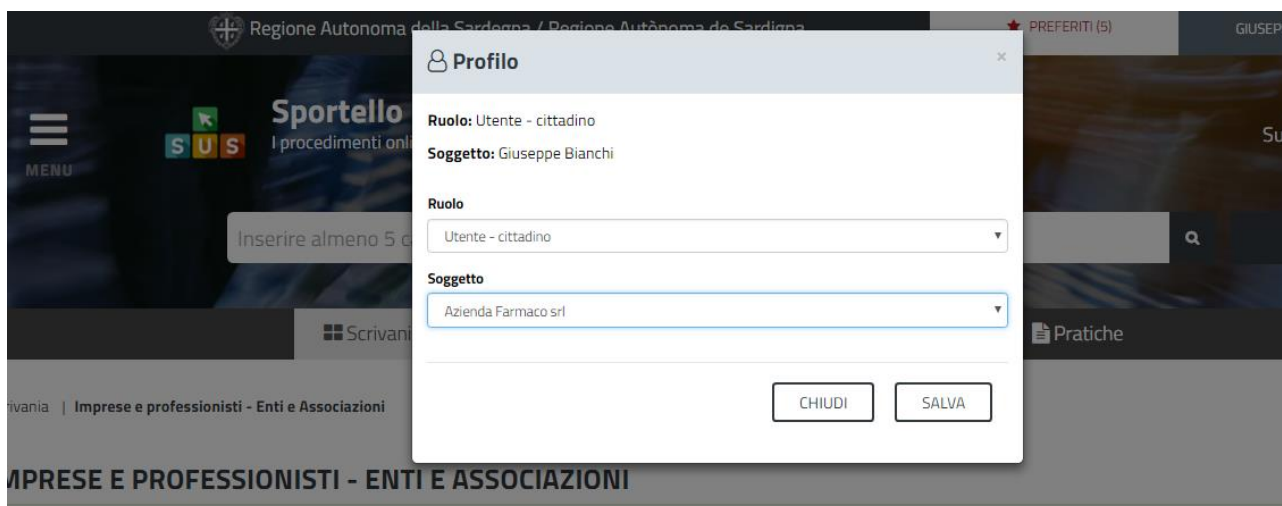 Regione Autonoma della Sardegna / Regione Autònoma de Sardigna
PREFERITI (5)
GIUSEP
Profilo
×
Ruolo: Utente - cittadino
Soggetto: Giuseppe Bianchi
MENU
SUS
Sportello
I procedimenti onli
Su
Ruolo
Utente - cittadino
Inserire almeno 5 c
Soggetto
Azienda Farmaco srl
Scrivani
Pratiche
CHIUDI
SALVA
rivania | Imprese e professionisti - Enti e Associazioni
MPRESE E PROFESSIONISTI - ENTI E ASSOCIAZIONI